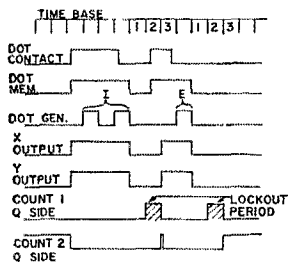 TIME BASE
1 2 3 1 2 3
DOT
CONTACT
DOT
MEM.
I E
DOT GEN.
X
OUTPUT
Y
OUTPUT
COUNT 1
Q SIDE
LOCKOUT
PERIOD
COUNT 2
Q SIDE